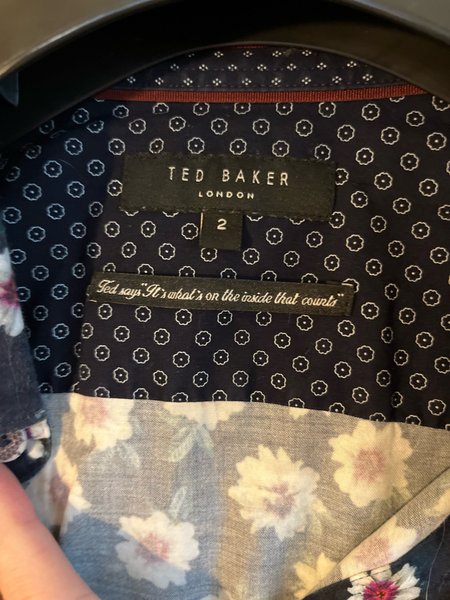 TED BAKER
LONDON
2
Ted says "It's what's on the inside that counts"